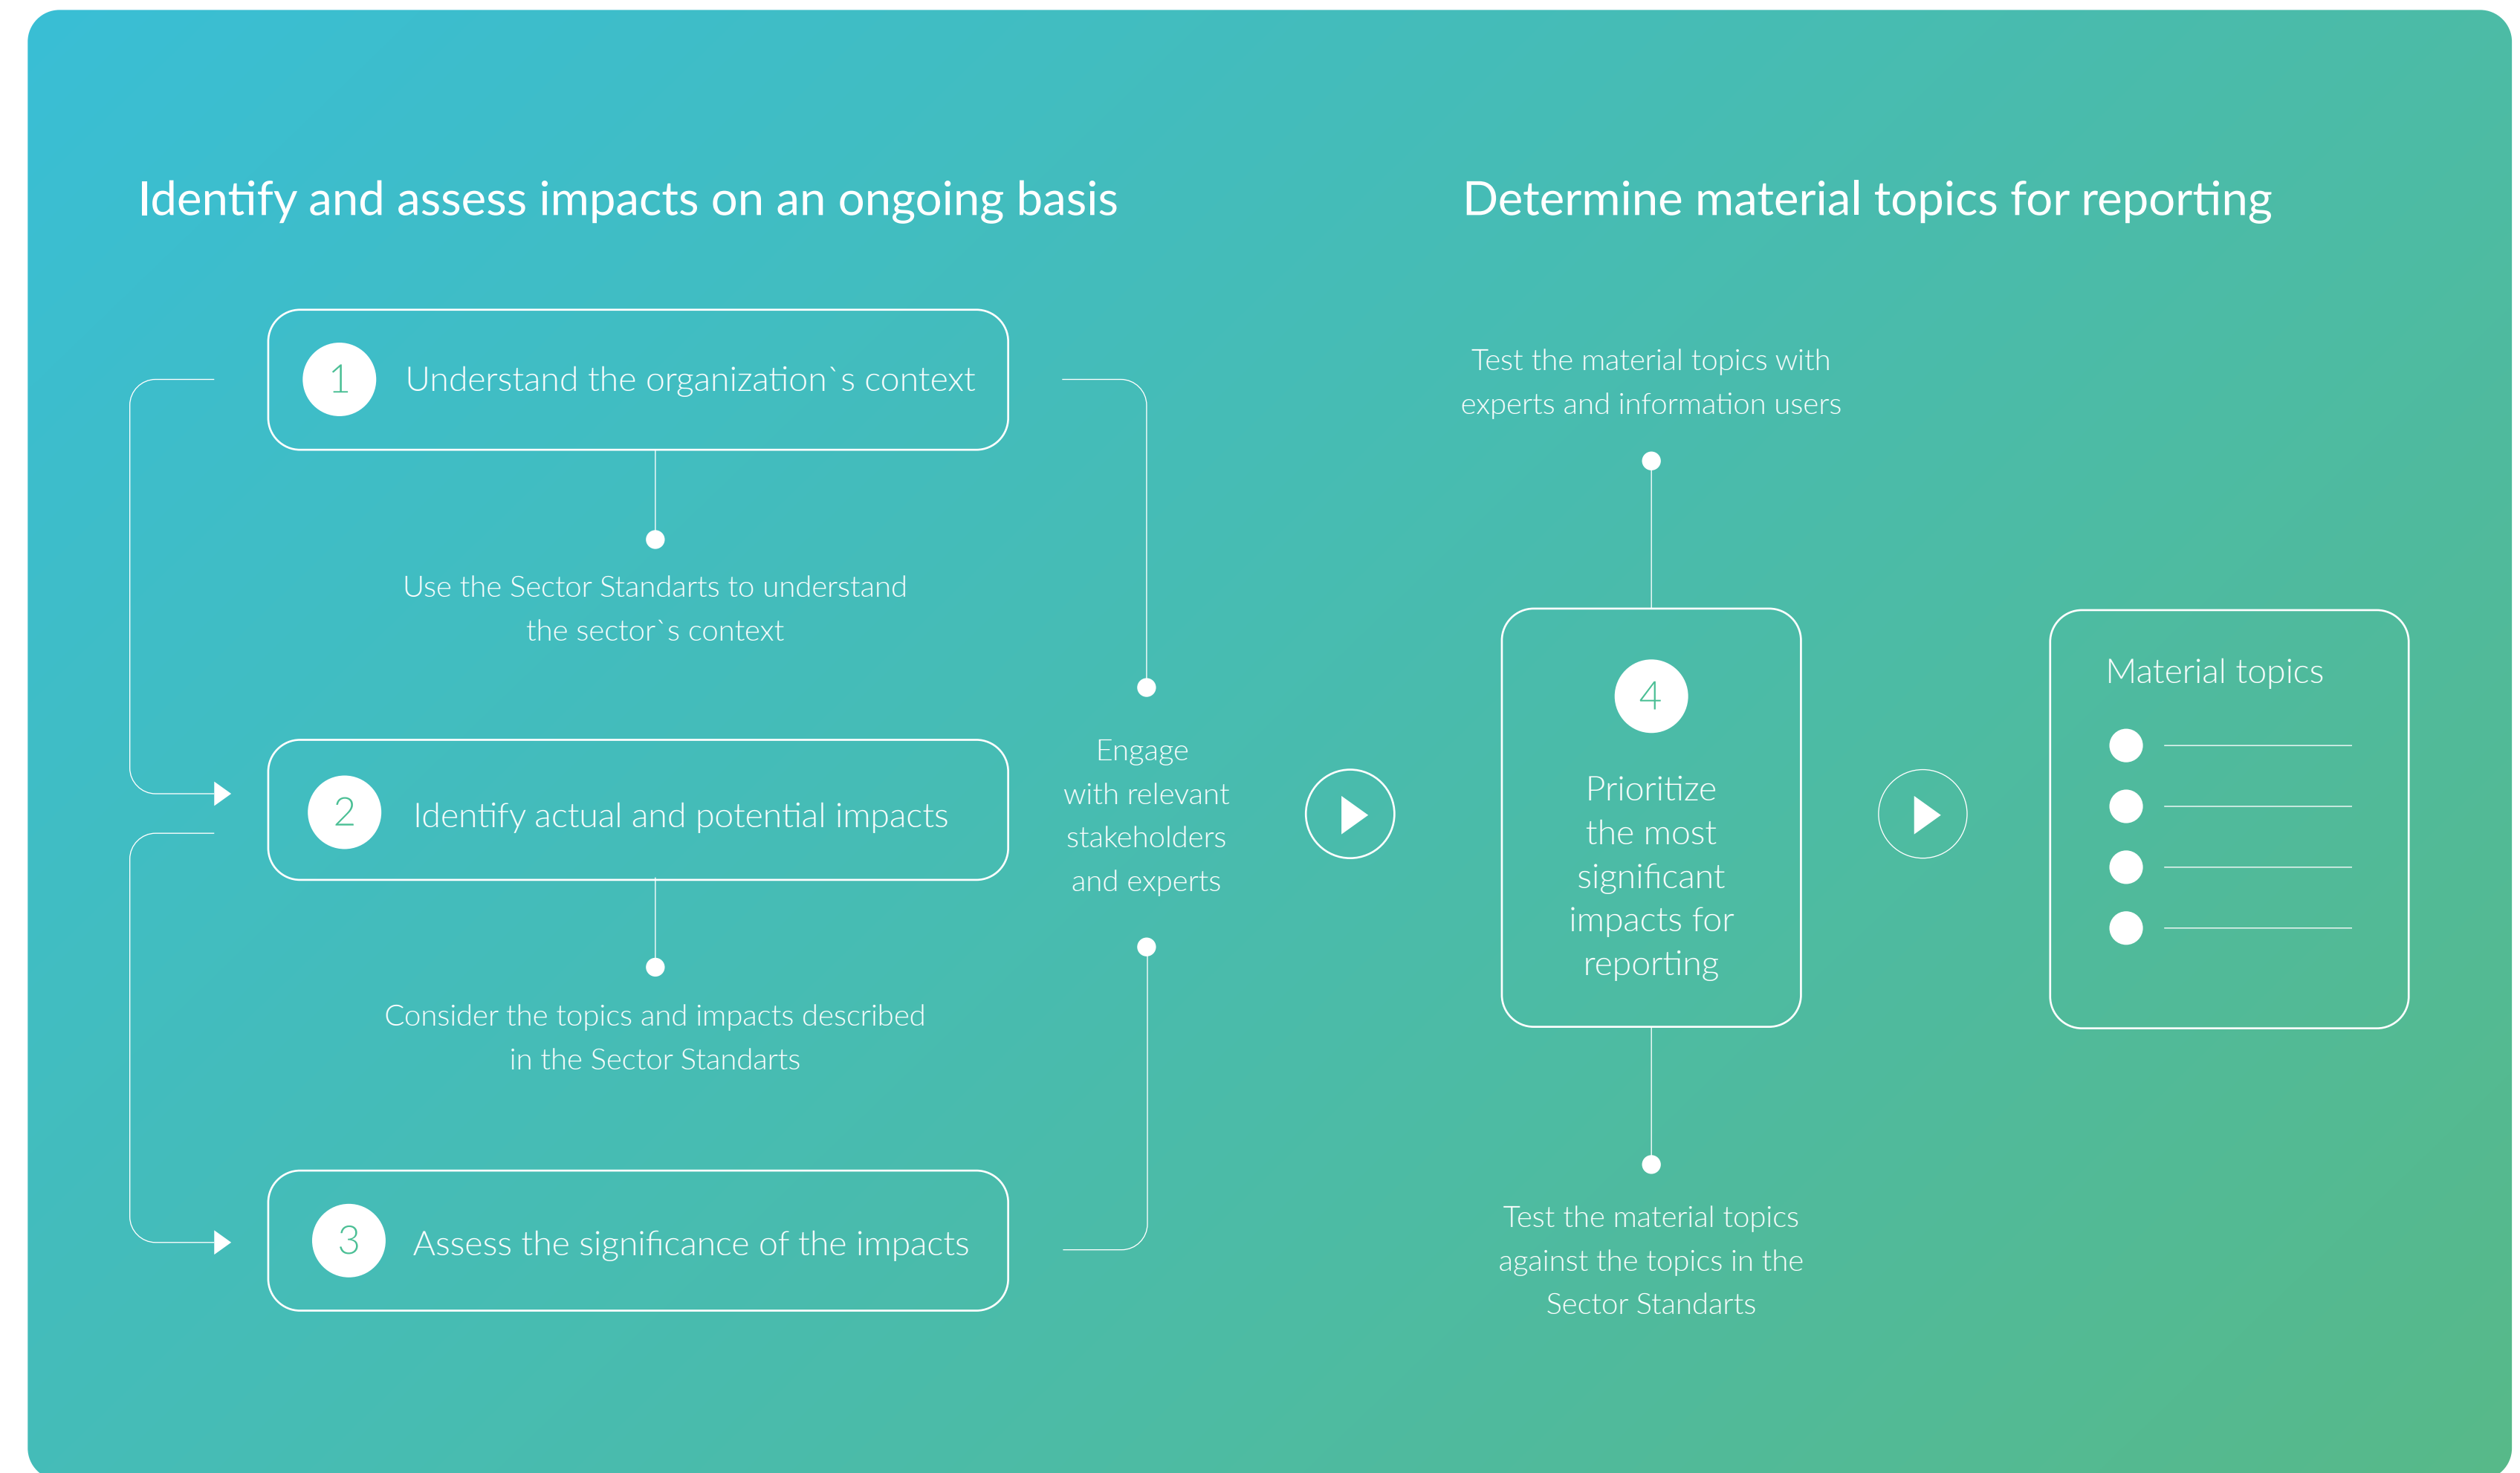 Identify and assess impacts on an ongoing basis
1
Understand the organization`s context
Use the Sector Standarts to understand
the sector`s context
2
Identify actual and potential impacts
Consider the topics and impacts described
in the Sector Standarts
3
Assess the significance of the impacts
Engage
with relevant
stakeholders
and experts
Determine material topics for reporting
Test the material topics with
experts and information users
4
Prioritize
the most
significant
impacts for
reporting
Test the material topics
against the topics in the
Sector Standarts
Material topics